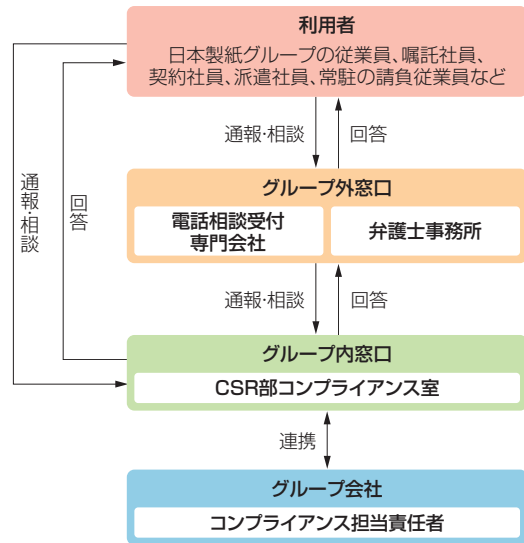 利用者
日本製紙グループの従業員、嘱託社員、
契約社員、派遣社員、常駐の請負従業員など
通報・相談
回答
通報・相談
回答
グループ外窓口
電話相談受付
専門会社
弁護士事務所
通報・相談
回答
グループ内窓口
CSR部コンプライアンス室
連携
グループ会社
コンプライアンス担当責任者